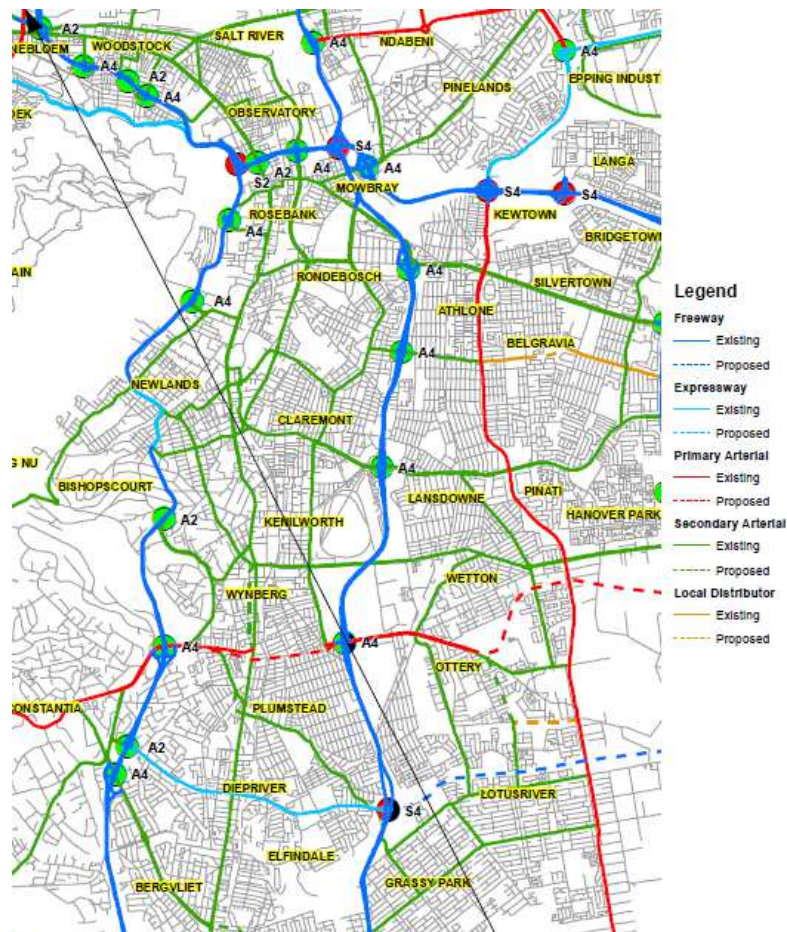 A2
SALT RIVER
NEBLOEM
WOODSTOCK
A4
NDABENI
A4
A4
A2
EPPING INDUST
A4
PINELANDS
OEK
OBSERVATORY
S4
LANGA
A4
A4
A2
S2
MOWBRAY
S4
S4
ROSEBANK
KEWTOWN
A4
BRIDGETOWN
AIN
RONDEBOSCH
A4
SILVERTOWN
A4
ATHLONE
BELGRAVIA
A4
NEWLANDS
CLAREMONT
G NU
A4
BISHOPSCOURT
LANSDOWNE
PINATI
HANOVER PARK
A2
KENILWORTH
WETTON
WYNBERG
A4
A4
OTTERY
CONSTANTIA
PLUMSTEAD
A2
A4
DIEPRIVER
LOTUSRIVER
S4
ELFINDALE
BERGVLIET
GRASSY PARK
Legend
Freeway
Existing
Proposed
Expressway
Existing
Proposed
Primary Arterial
Existing
Proposed
Secondary Arterial
Existing
Proposed
Local Distributor
Existing
Proposed